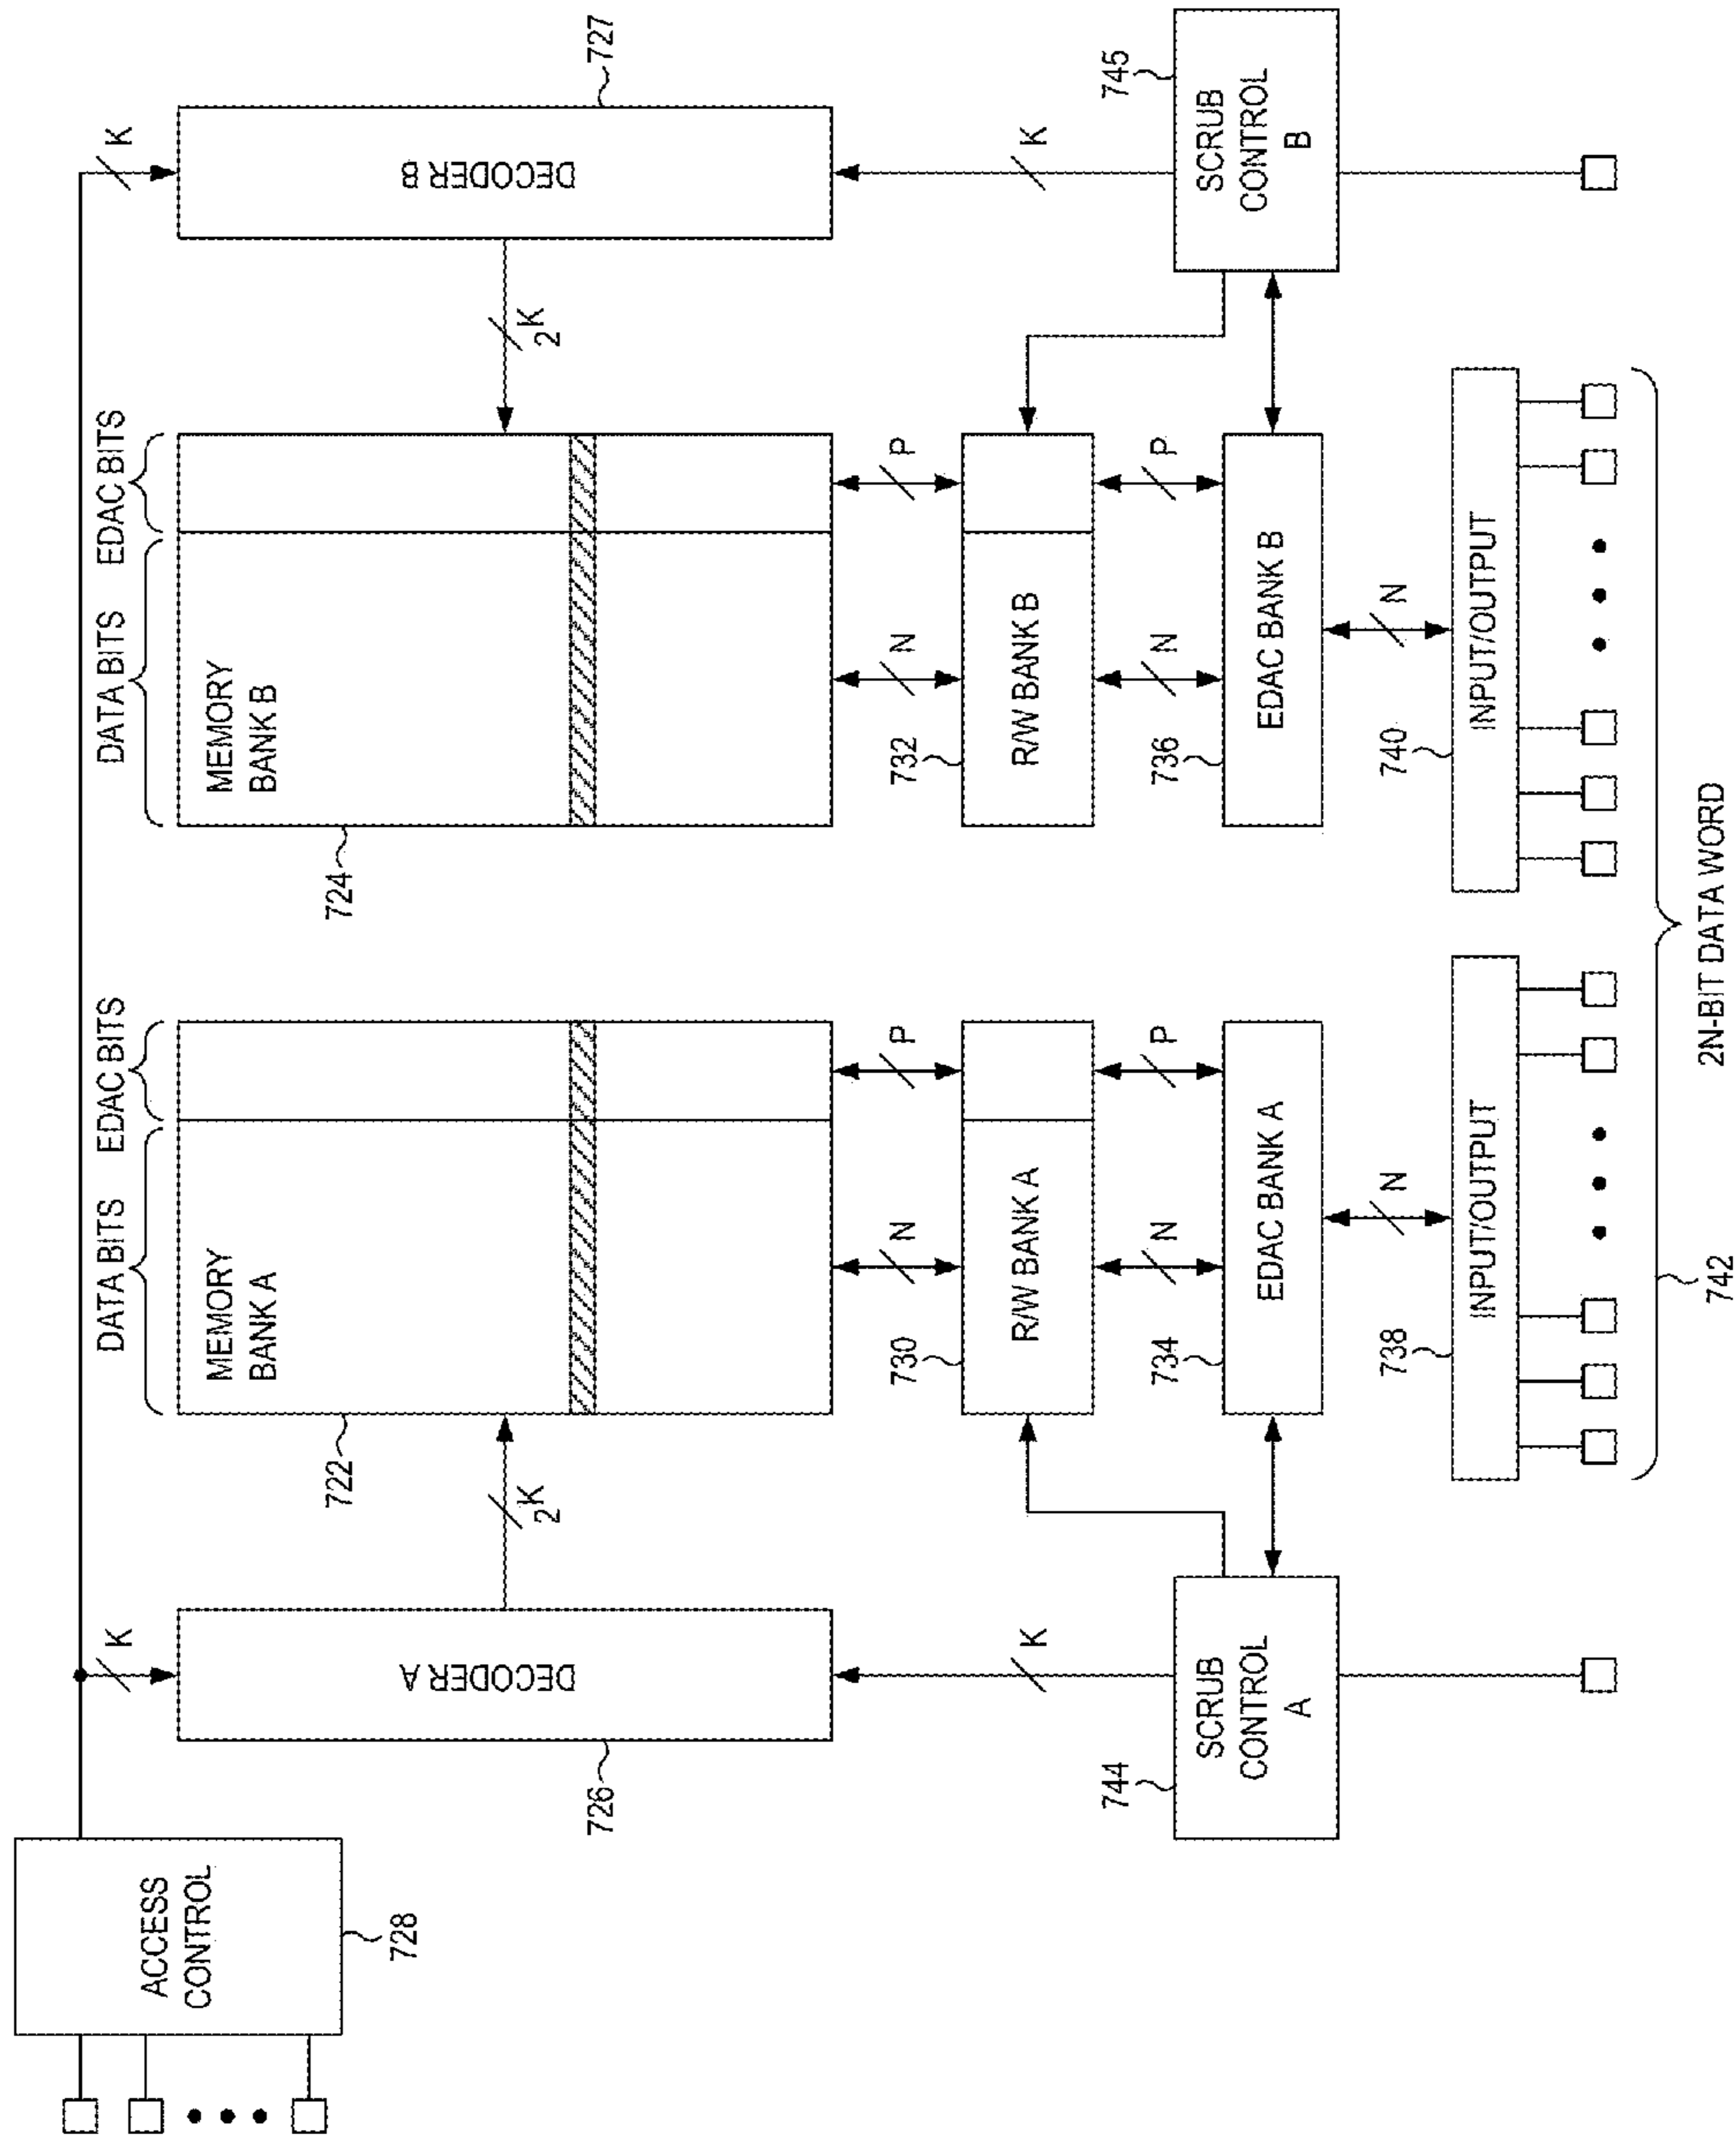 ACCESS
CONTROL
728
K
K
DECODER A
726
DECODER B
727
2K
2K
DATA BITS
EDAC BITS
DATA BITS
EDAC BITS
MEMORY
BANK A
722
MEMORY
BANK B
724
N
P
N
P
K
K
R/W BANK A
730
R/W BANK B
732
N
P
N
P
SCRUB
CONTROL
A
744
EDAC BANK A
734
EDAC BANK B
736
SCRUB
CONTROL
B
745
N
N
INPUT/OUTPUT
738
INPUT/OUTPUT
740
742
2N-BIT DATA WORD